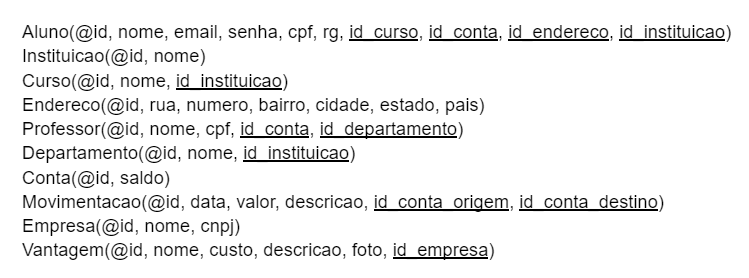 Aluno(@id, nome, email, senha, cpf, rg, id_curso, id_conta, id_endereco, id_instituicao)
Instituicao(@id, nome)
Curso(@id, nome, id_instituicao)
Endereco(@id, rua, numero, bairro, cidade, estado, pais)
Professor(@id, nome, cpf, id_conta, id_departamento)
Departamento(@id, nome, id_instituicao)
Conta(@id, saldo)
Movimentacao(@id, data, valor, descricao, id_conta_origem, id_conta_destino)
Empresa(@id, nome, cnpj)
Vantagem(@id, nome, custo, descricao, foto, id_empresa)